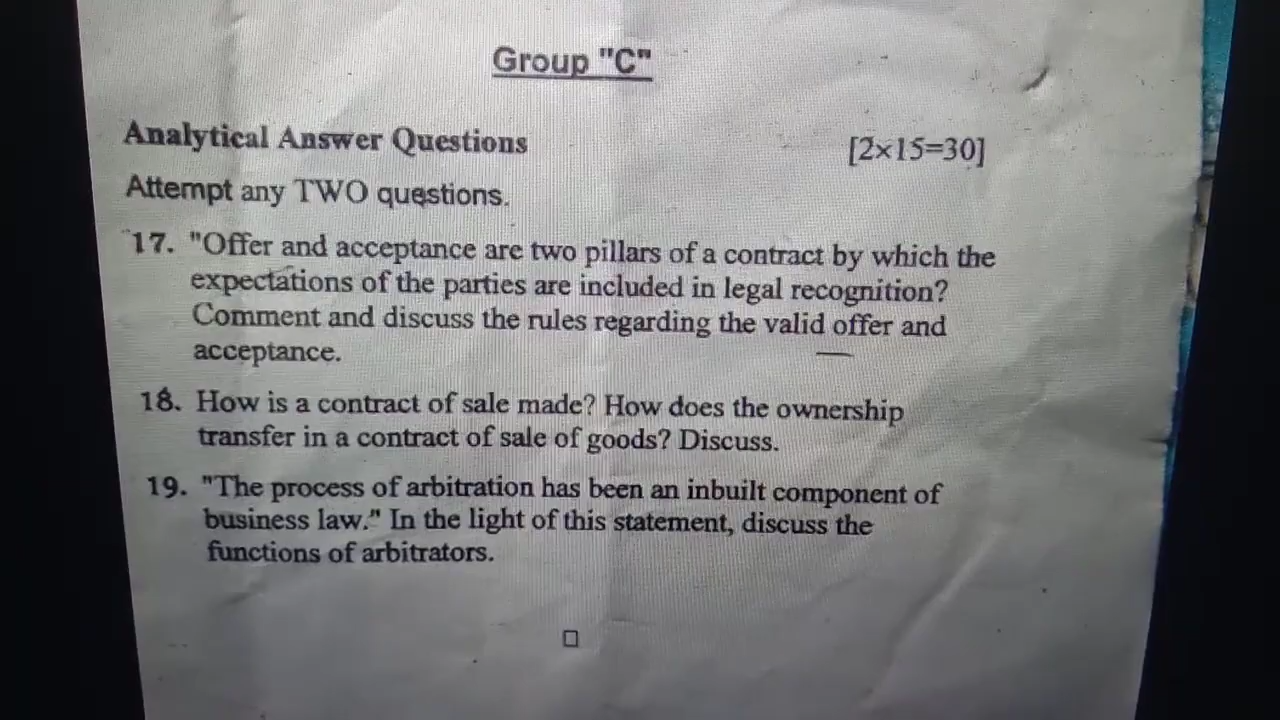 Group "C"
Analytical Answer Questions [2×15=30]
Attempt any TWO questions.
17. "Offer and acceptance are two pillars of a contract by which the
expectations of the parties are included in legal recognition?
Comment and discuss the rules regarding the valid offer and
acceptance.
18. How is a contract of sale made? How does the ownership
transfer in a contract of sale of goods? Discuss.
19. "The process of arbitration has been an inbuilt component of
business law." In the light of this statement, discuss the
functions of arbitrators.